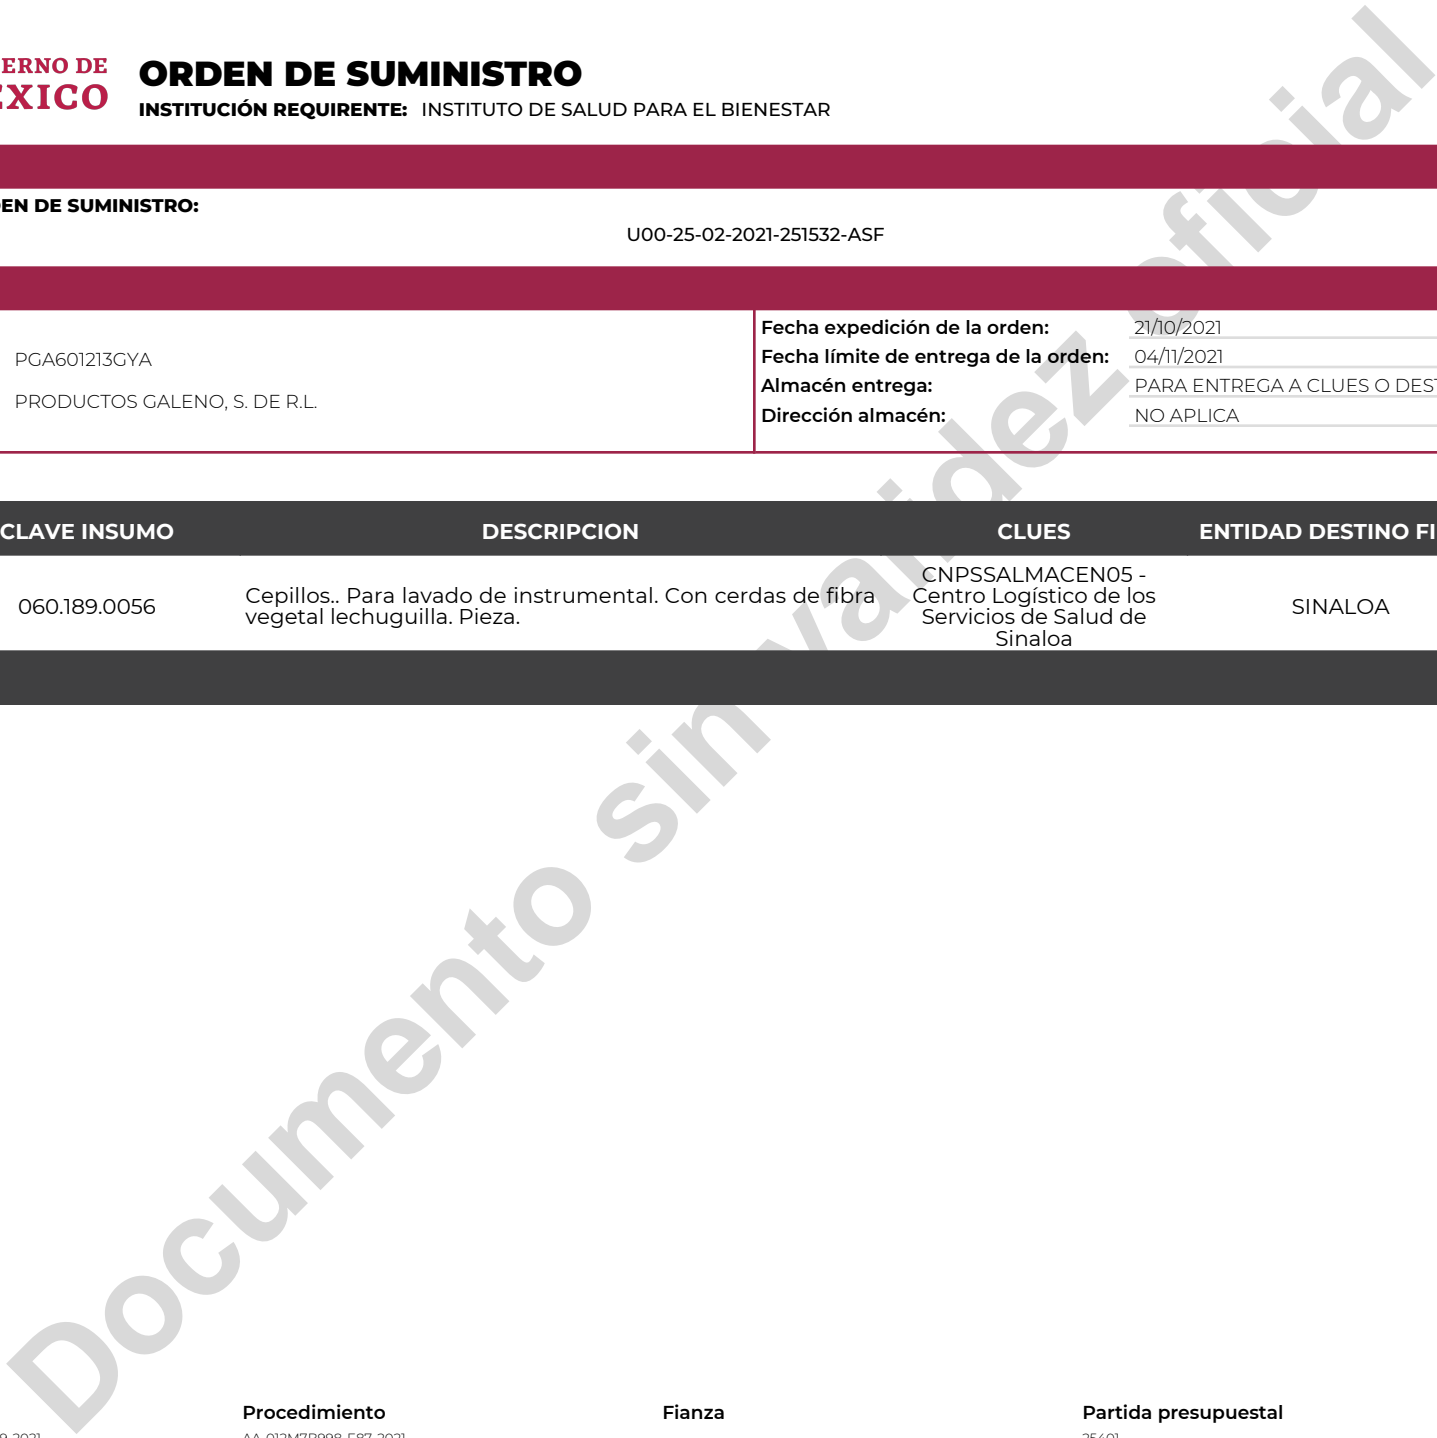 ERNO DE
EXICO
ORDEN DE SUMINISTRO
INSTITUCIÓN REQUIRENTE: INSTITUTO DE SALUD PARA EL BIENESTAR
EN DE SUMINISTRO:
U00-25-02-2021-251532-ASF
PGA601213GYA
PRODUCTOS GALENO, S. DE R.L.
Fecha expedición de la orden: 21/10/2021
Fecha límite de entrega de la orden: 04/11/2021
Almacén entrega: PARA ENTREGA A CLUES O DEST
Dirección almacén: NO APLICA
CLAVE INSUMO DESCRIPCION CLUES ENTIDAD DESTINO FI
060.189.0056
Cepillos.. Para lavado de instrumental. Con cerdas de fibra
vegetal lechuguilla. Pieza.
CNPSSALMACEN05 -
Centro Logístico de los
Servicios de Salud de
Sinaloa
SINALOA
Documento sin validez oficial
Procedimiento Fianza Partida presupuestal